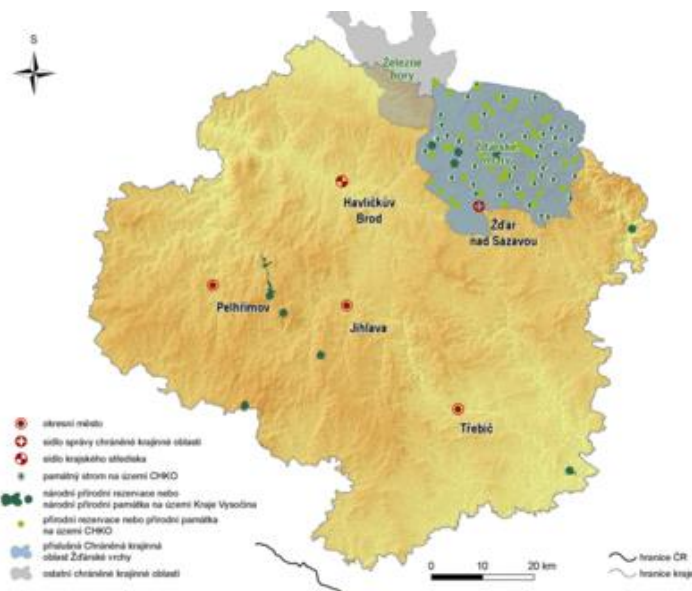 S
Železné
hory
Žďárské
vrchy
Havlíčkův
Brod
Žďár
nad Sázavou
Pelhřimov
Jihlava
Třebíč
okresní město
sídlo správy chráněné krajinné oblasti
sídlo krajského střediska
památný strom na území CHKO
národní přírodní rezervace nebo
národní přírodní památka na území Kraje Vysočina
přírodní rezervace nebo přírodní památka
na území CHKO
příslušná Chráněná krajinná
oblast Žďárské vrchy
ostatní chráněné krajinné oblasti
0 10 20 km
hranice ČR
hranice kraje